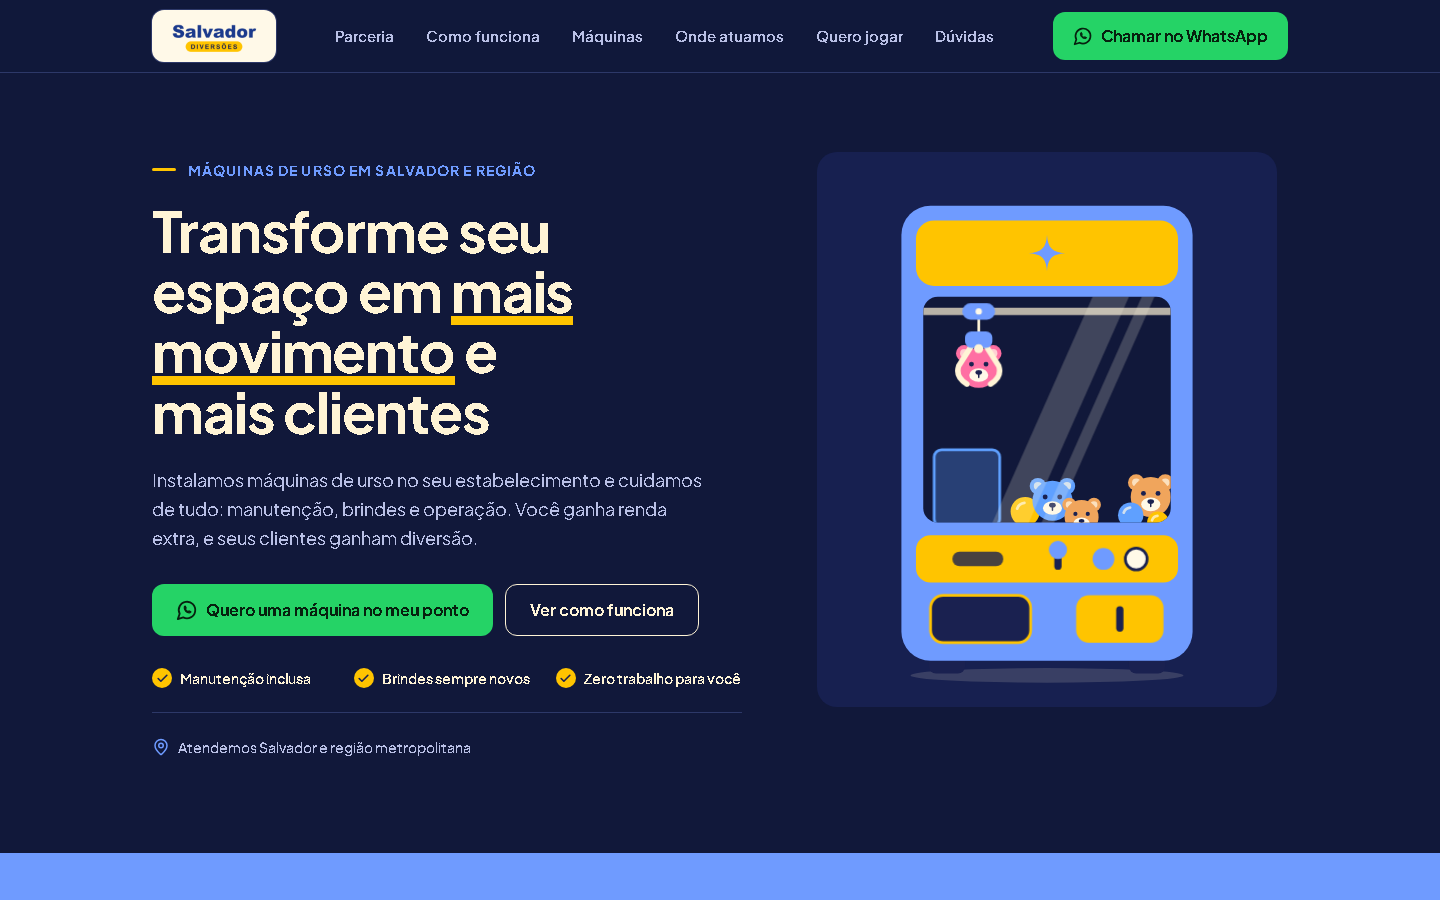 Salvador
DIVERSÕES
Parceria
Como funciona
Máquinas
Onde atuamos
Quero jogar
Dúvidas
Chamar no WhatsApp
MÁQUINAS DE URSO EM SALVADOR E REGIÃO
Transforme seu
espaço em mais
movimento e
mais clientes
Instalamos máquinas de urso no seu estabelecimento e cuidamos
de tudo: manutenção, brindes e operação. Você ganha renda
extra, e seus clientes ganham diversão.
Quero uma máquina no meu ponto
Ver como funciona
Manutenção inclusa
Brindes sempre novos
Zero trabalho para você
Atendemos Salvador e região metropolitana